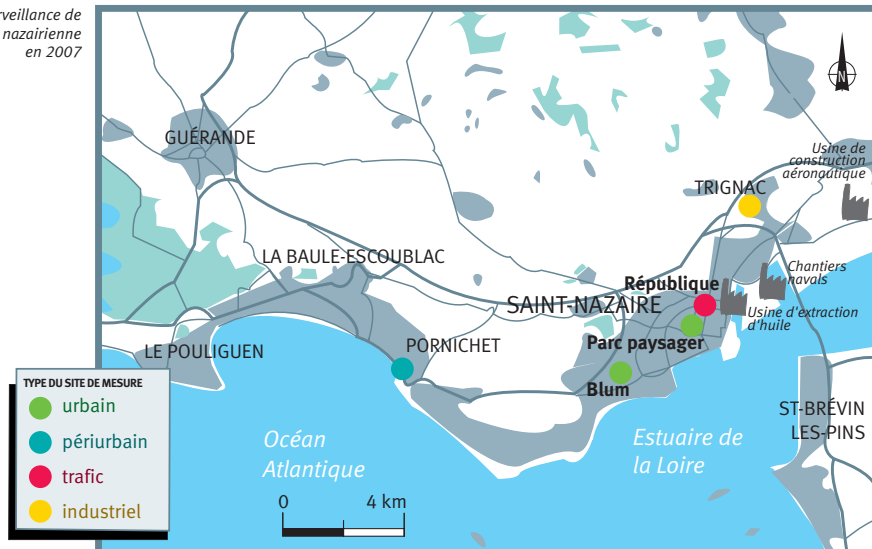 rveillance de
nazairienne
en 2007
N
GUÉRANDE
Usine de
construction
aéronautique
TRIGNAC
LA BAULE-ESCOUBLAC
Chantiers
navals
République
SAINT-NAZAIRE
Usine d'extraction
d'huile
Parc paysager
LE POULIGUEN
PORNICHET
Blum
TYPE DU SITE DE MESURE
urbain
périurbain
trafic
industriel
ST-BRÉVIN
LES-PINS
Océan
Atlantique
Estuaire de
la Loire
0 4 km